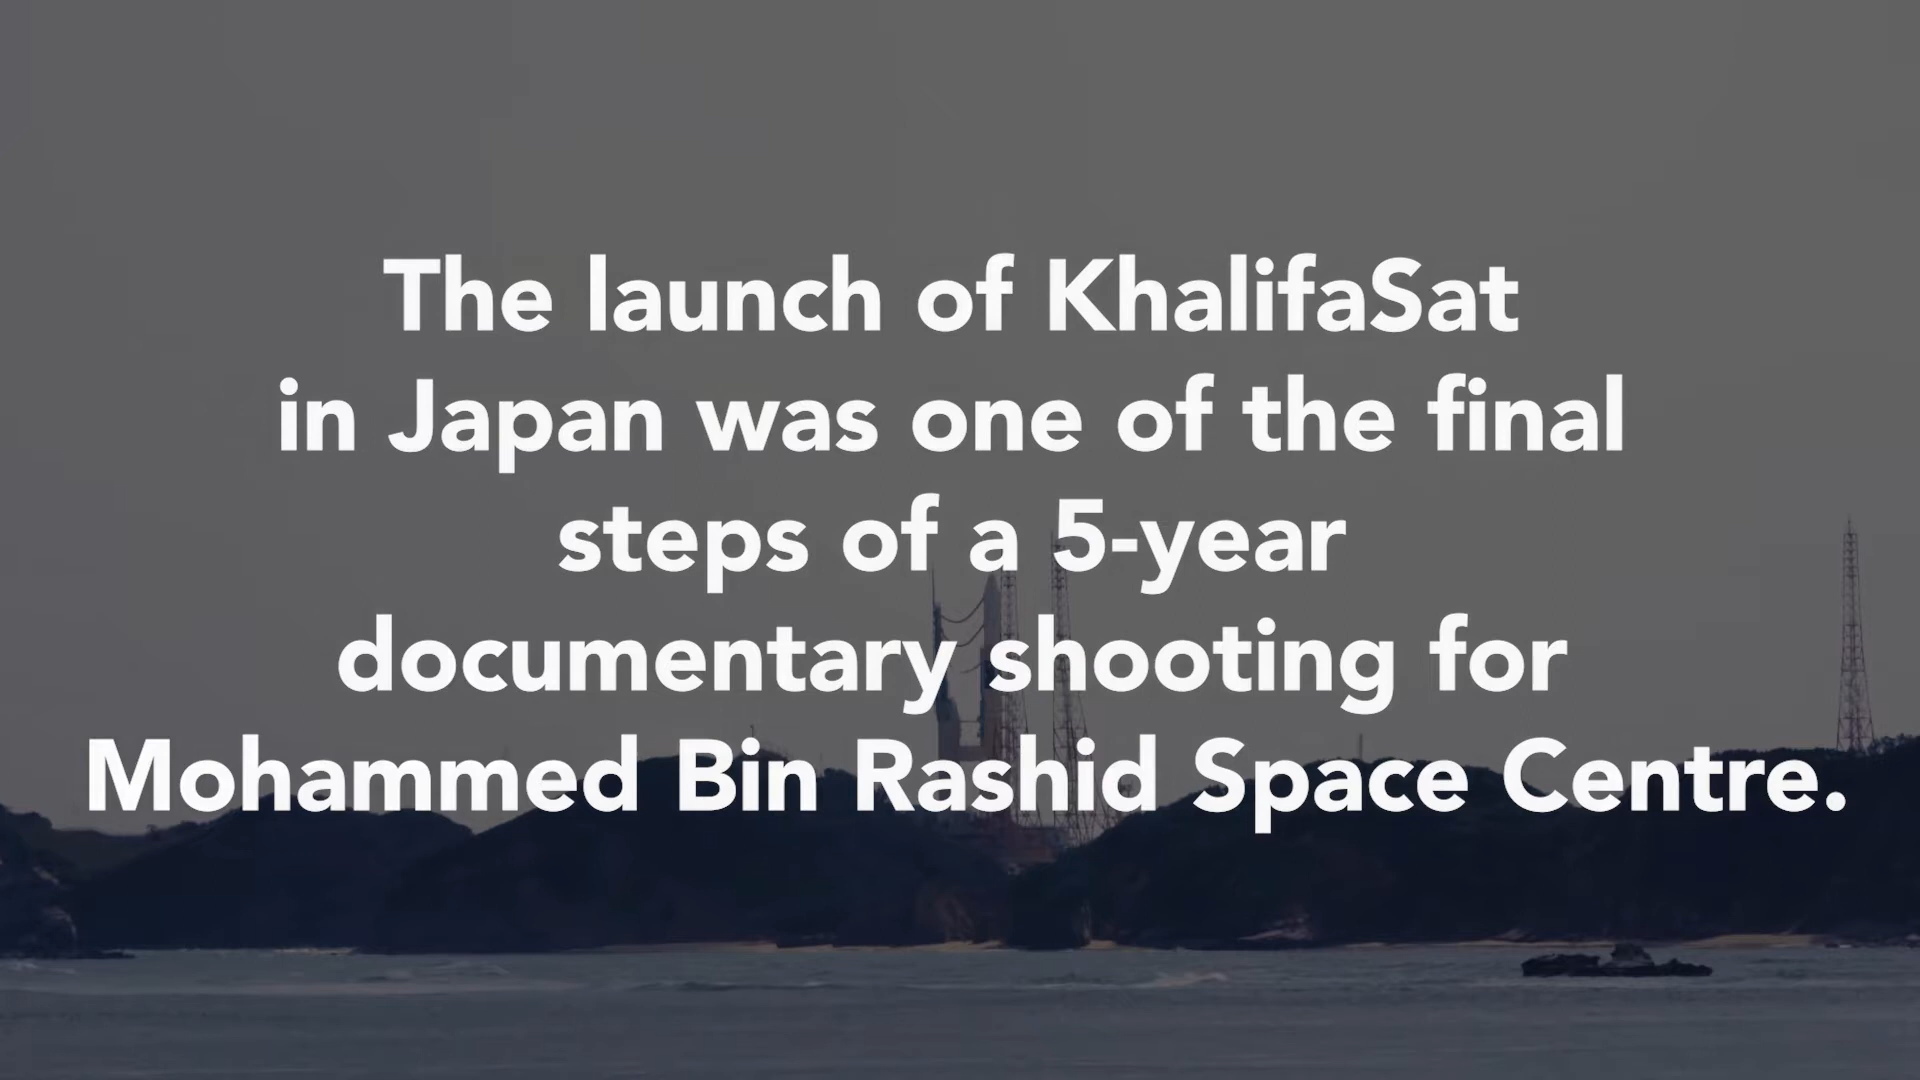 The launch of KhalifaSat
in Japan was one of the final
steps of a 5-year
documentary shooting for
Mohammed Bin Rashid Space Centre.